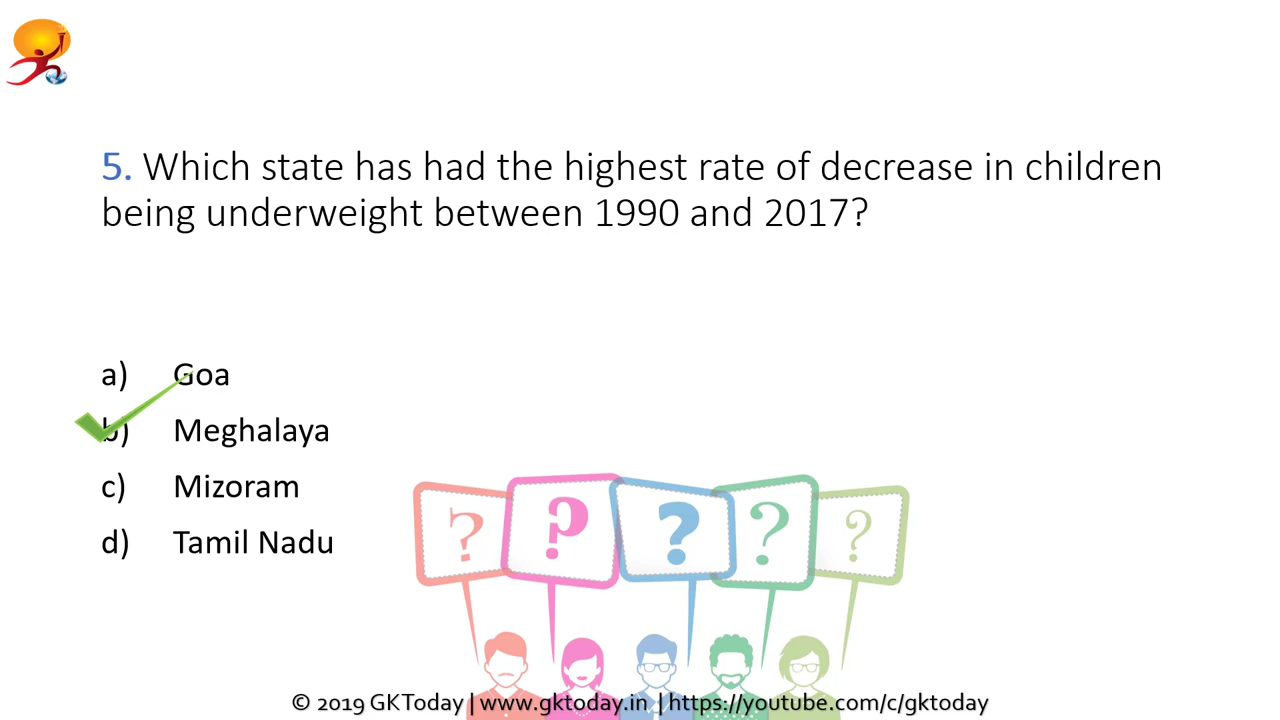 5. Which state has had the highest rate of decrease in children
being underweight between 1990 and 2017?
a) Goa
b) Meghalaya
c) Mizoram
d) Tamil Nadu
? ? ? ? ?
© 2019 GKToday | www.gktoday.in | https://youtube.com/c/gktoday